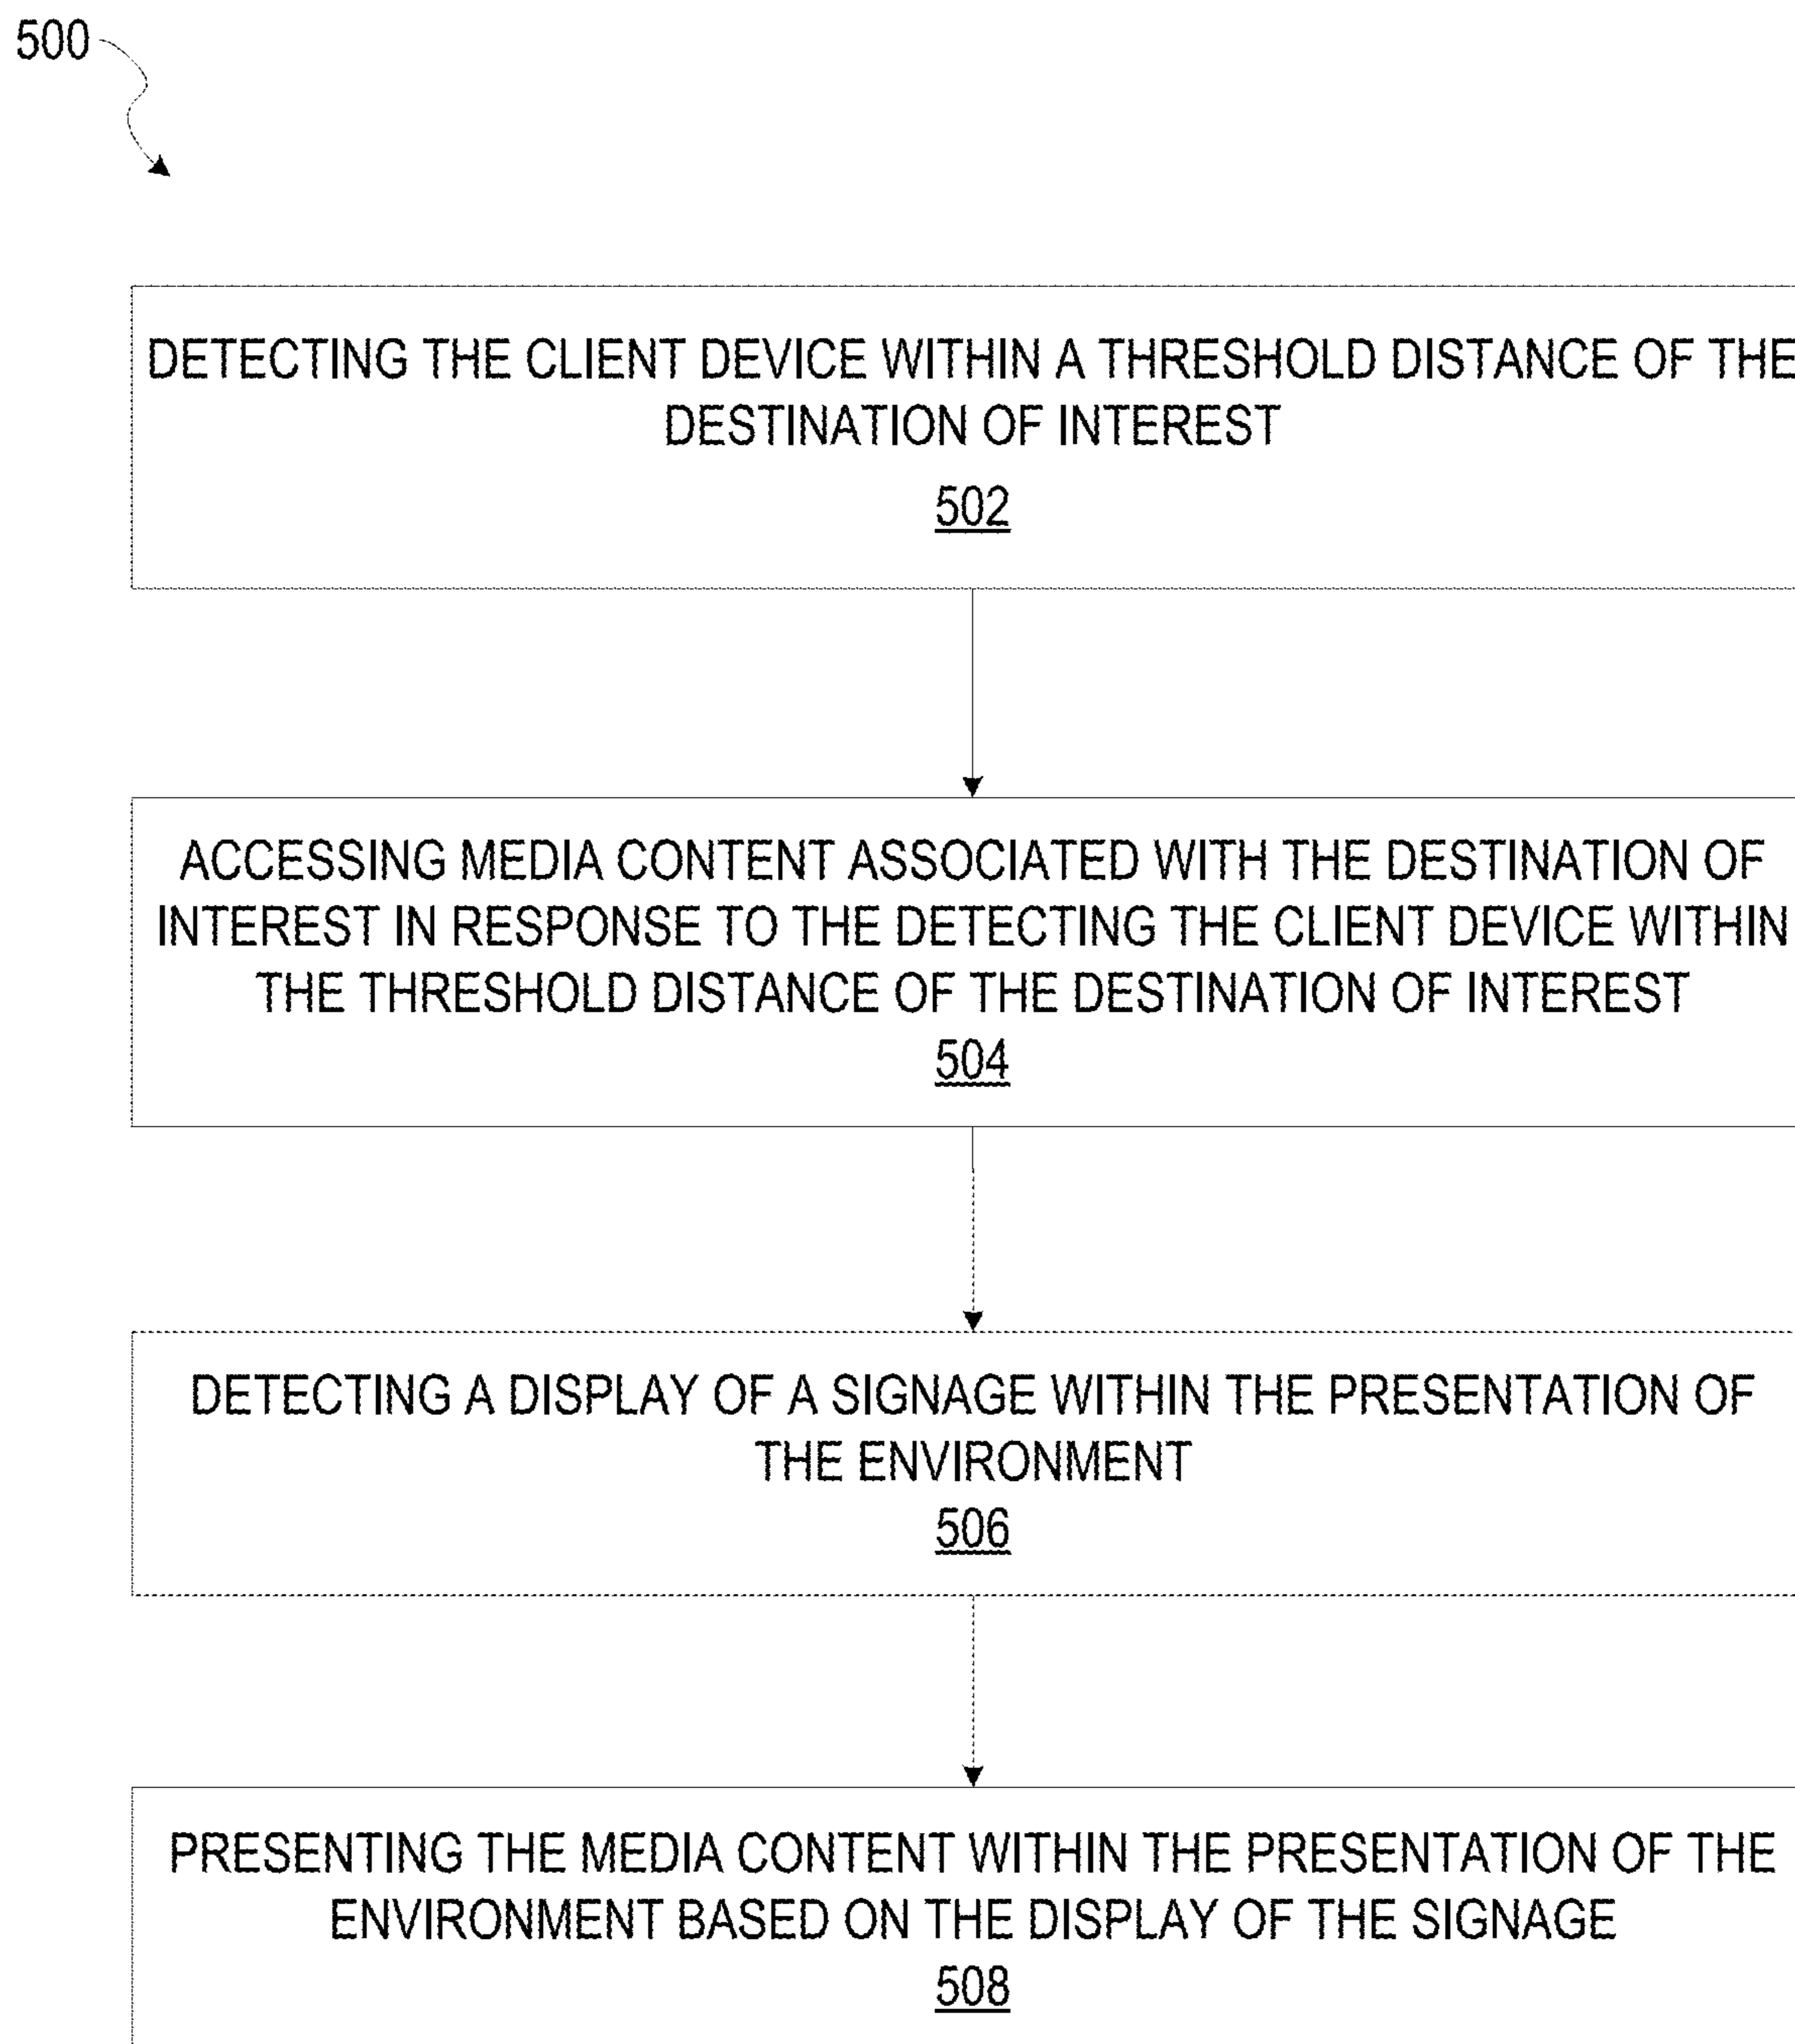 500
DETECTING THE CLIENT DEVICE WITHIN A THRESHOLD DISTANCE OF THE
DESTINATION OF INTEREST
502
ACCESSING MEDIA CONTENT ASSOCIATED WITH THE DESTINATION OF
INTEREST IN RESPONSE TO THE DETECTING THE CLIENT DEVICE WITHIN
THE THRESHOLD DISTANCE OF THE DESTINATION OF INTEREST
504
DETECTING A DISPLAY OF A SIGNAGE WITHIN THE PRESENTATION OF
THE ENVIRONMENT
506
PRESENTING THE MEDIA CONTENT WITHIN THE PRESENTATION OF THE
ENVIRONMENT BASED ON THE DISPLAY OF THE SIGNAGE
508